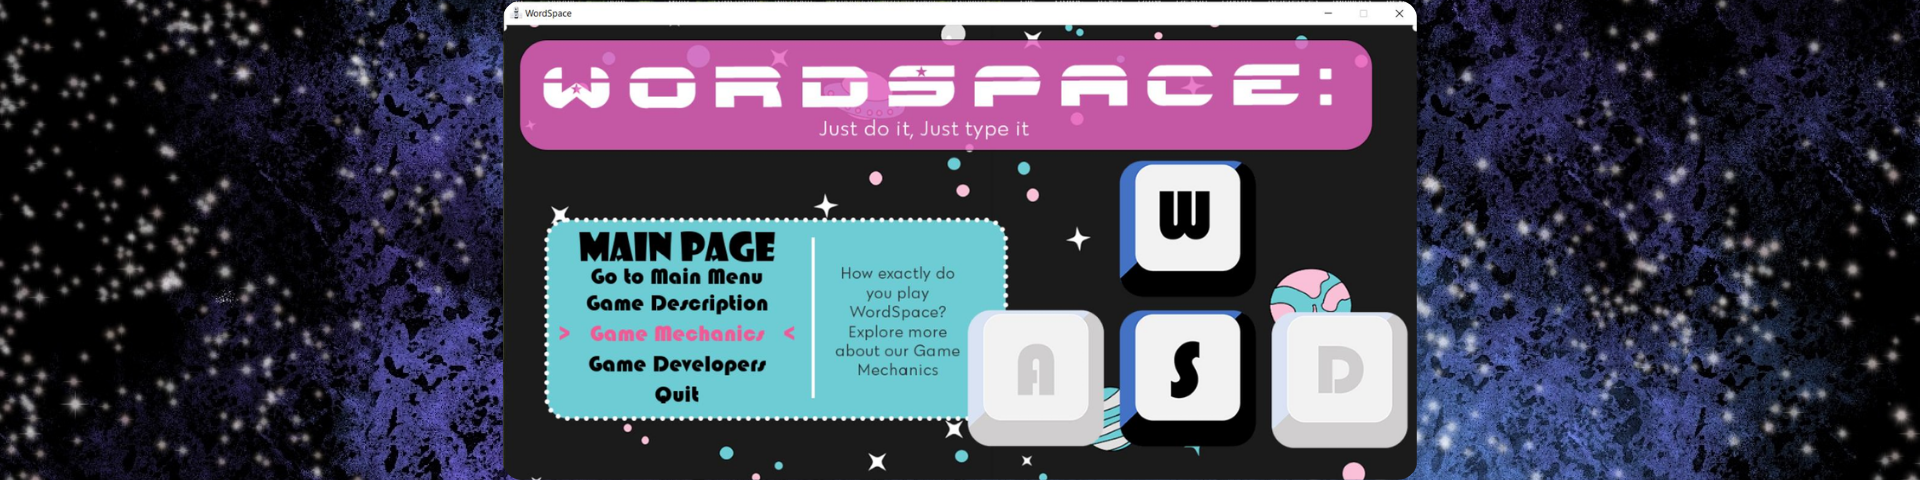 WordSpace
WORDSPACE:
Just do it, Just type it
MAIN PAGE
Go to Main Menu
Game Description
> Game Mechanics <
Game Developers
Quit
How exactly do
you play
WordSpace?
Explore more
about our Game
Mechanics
W
A
S
D